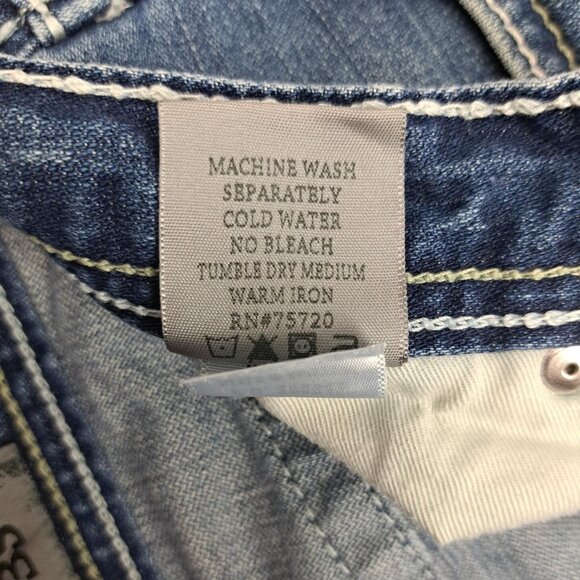 MACHINE WASH
SEPARATELY
COLD WATER
NO BLEACH
TUMBLE DRY MEDIUM
WARM IRON
RN#75720